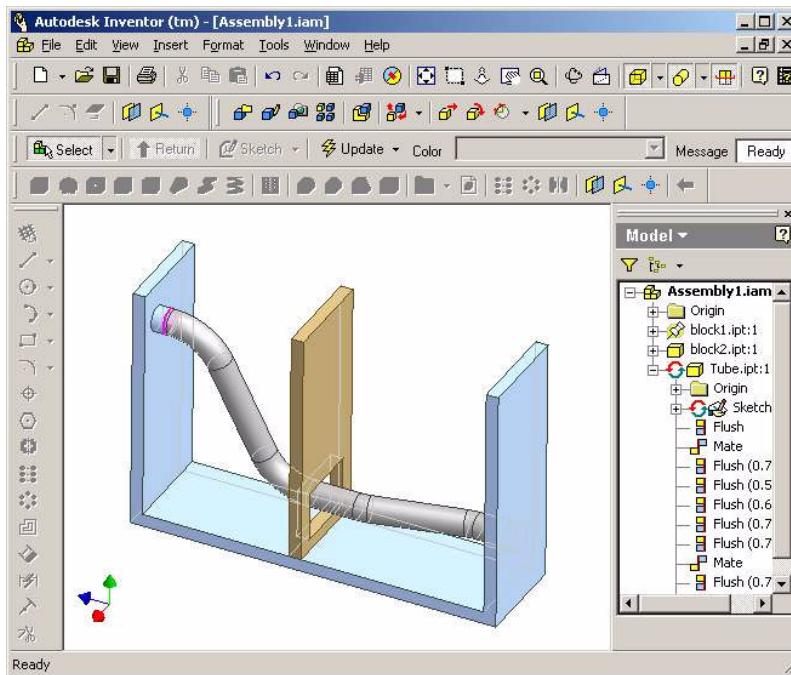 Autodesk Inventor (tm) - [Assembly1.iam]
File Edit View Insert Format Tools Window Help
Select Return Sketch Update Color Message Ready
Model
Assembly1.iam
Origin
block1.ipt:1
block2.ipt:1
Tube.ipt:1
Origin
Sketch
Flush
Mate
Flush (0.7
Flush (0.5
Flush (0.6
Flush (0.7
Flush (0.7
Mate
Flush (0.7
Ready